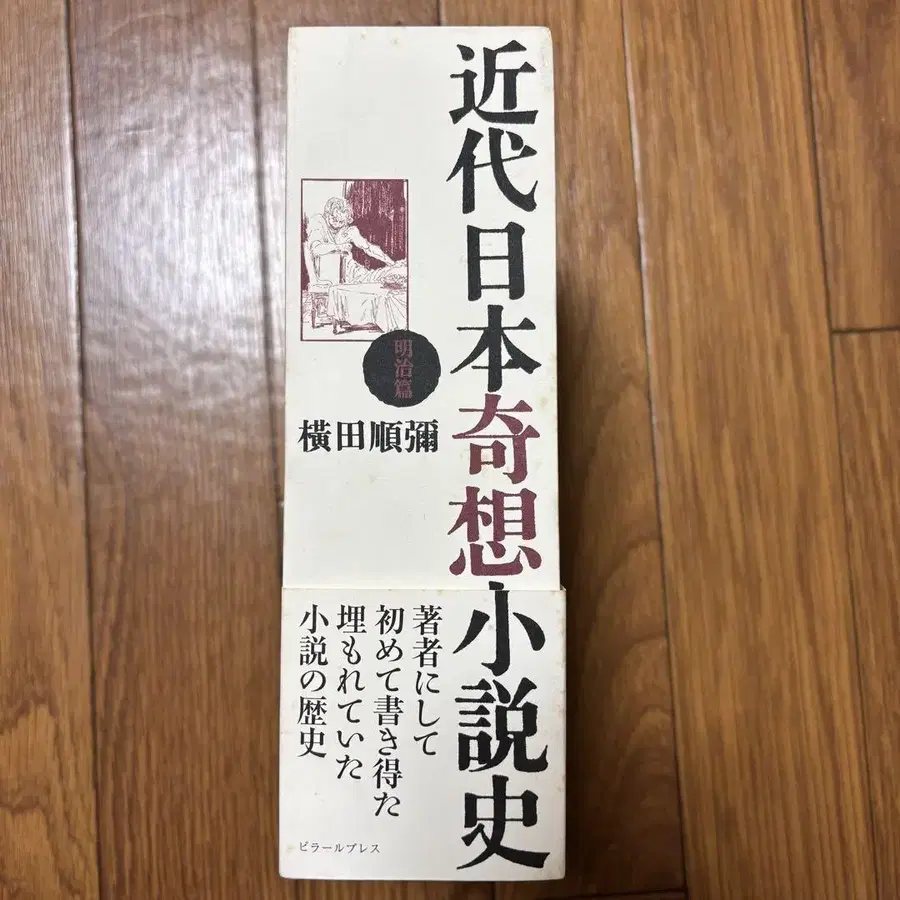 近代日本奇想小説史
明治篇
横田順彌
著者にして
初めて書き得た
埋もれていた
小説の歴史
ピラールプレス